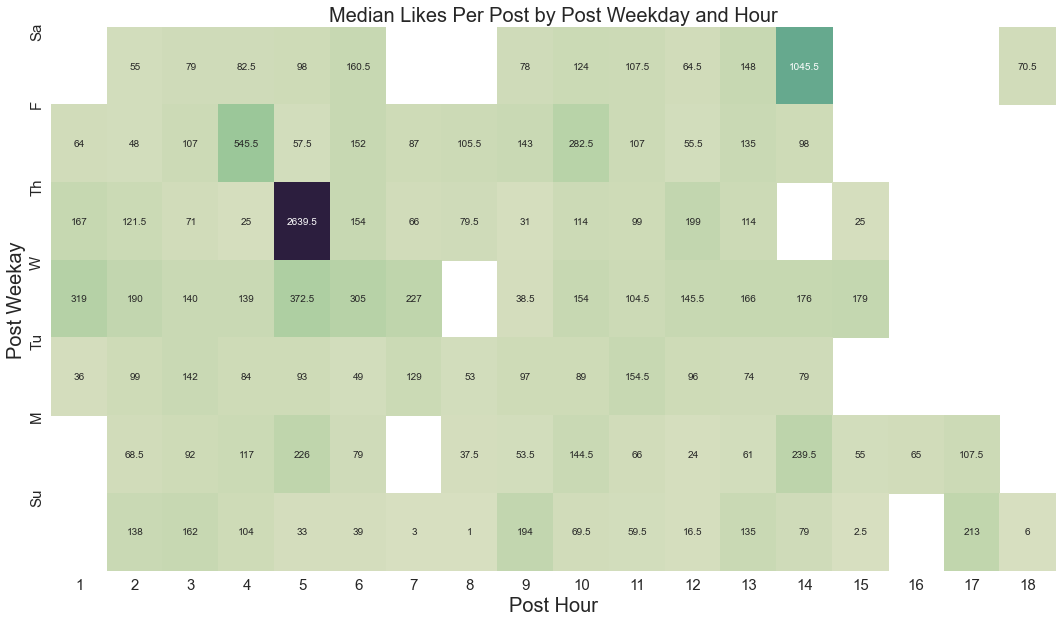 Median Likes Per Post by Post Weekday and Hour
Post Weekay
Sa
55 79 82.5 98 160.5 78 124 107.5 64.5 148 1045.5 70.5
F
64 48 107 545.5 57.5 152 87 105.5 143 282.5 107 55.5 135 98
Th
167 121.5 71 25 2639.5 154 66 79.5 31 114 99 199 114 25
W
319 190 140 139 372.5 305 227 38.5 154 104.5 145.5 166 176 179
Tu
36 99 142 84 93 49 129 53 97 89 154.5 96 74 79
M
68.5 92 117 226 79 37.5 53.5 144.5 66 24 61 239.5 55 65 107.5
Su
138 162 104 33 39 3 1 194 69.5 59.5 16.5 135 79 2.5 213 6
1 2 3 4 5 6 7 8 9 10 11 12 13 14 15 16 17 18
Post Hour